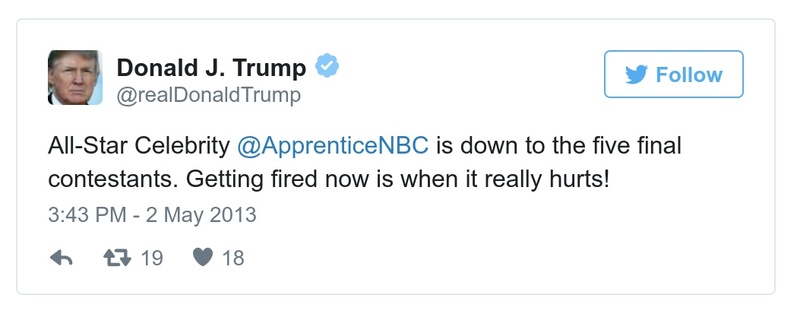 Donald J. Trump
@realDonaldTrump
Follow
All-Star Celebrity @ApprenticeNBC is down to the five final
contestants. Getting fired now is when it really hurts!
3:43 PM - 2 May 2013
19 18